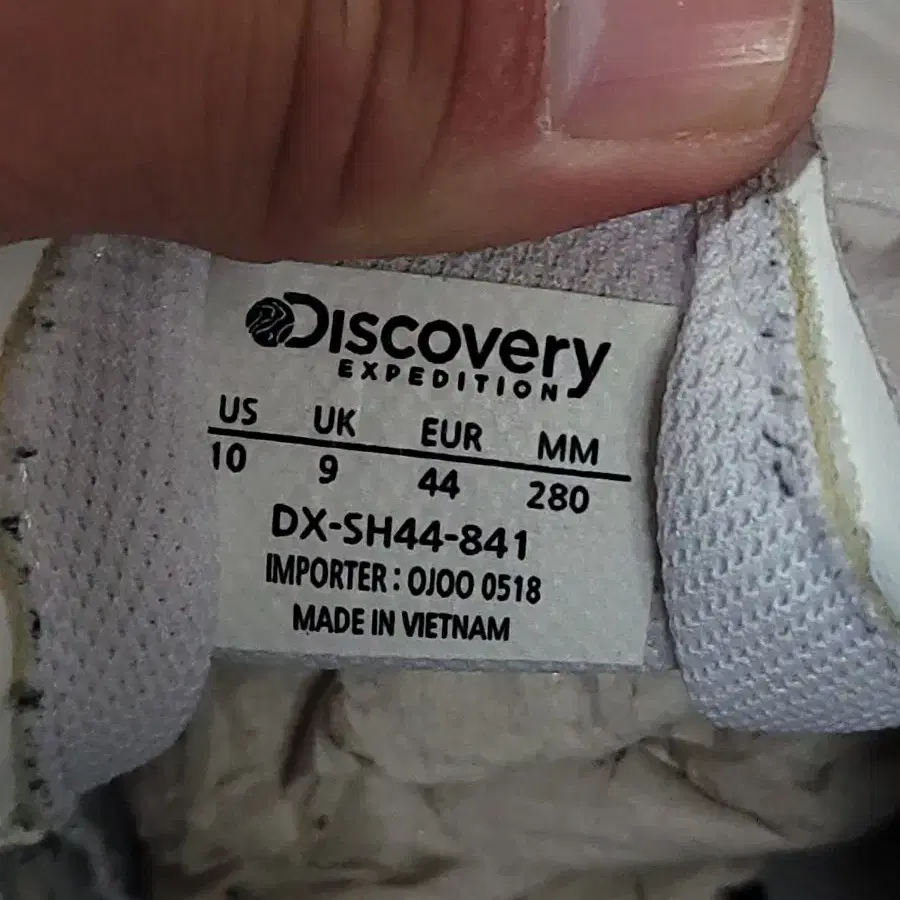 DISCOVERY
EXPEDITION
US UK EUR MM
10 9 44 280
DX-SH44-841
IMPORTER : OJOO 0518
MADE IN VIETNAM